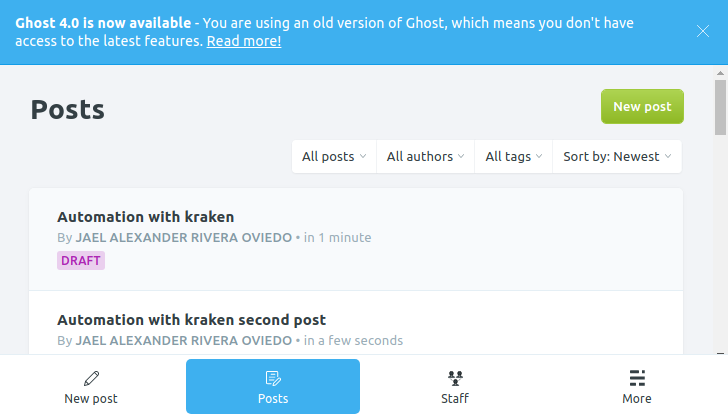 Ghost 4.0 is now available - You are using an old version of Ghost, which means you don't have
access to the latest features. Read more!
Posts
New post
All posts
All authors
All tags
Sort by: Newest
Automation with kraken
By JAEL ALEXANDER RIVERA OVIEDO • in 1 minute
DRAFT
Automation with kraken second post
By JAEL ALEXANDER RIVERA OVIEDO • in a few seconds
New post
Posts
Staff
More